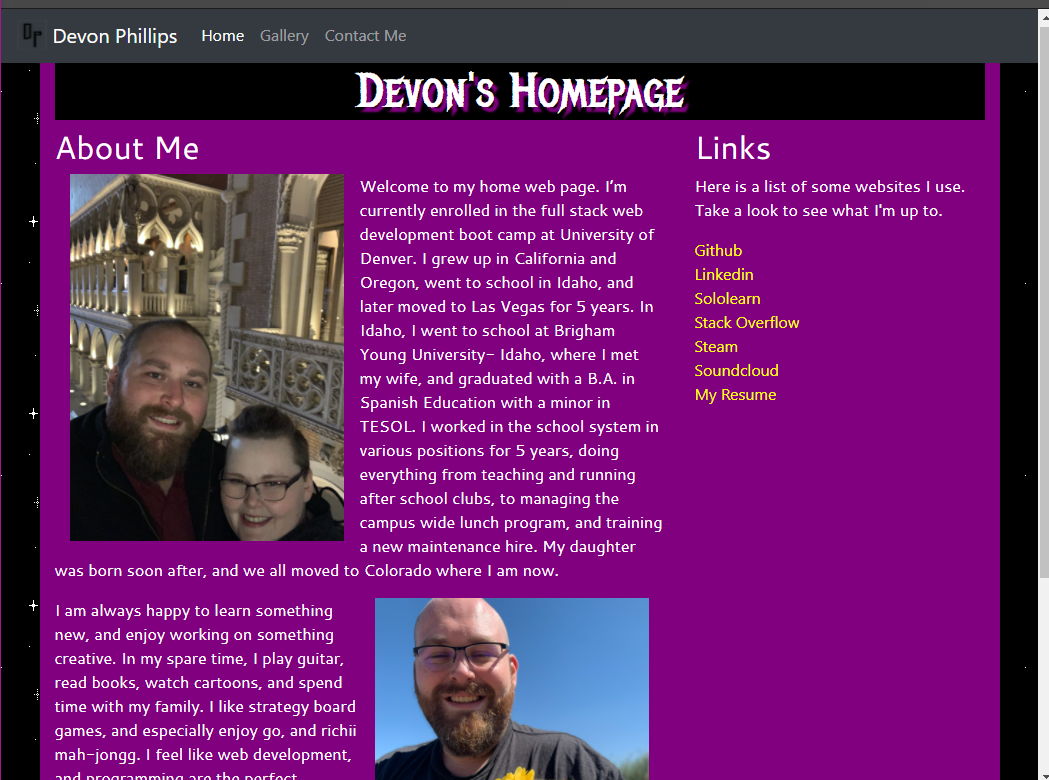 Dp Devon Phillips Home Gallery Contact Me
Devon's Homepage
About Me
Welcome to my home web page. I'm
currently enrolled in the full stack web
development boot camp at University of
Denver. I grew up in California and
Oregon, went to school in Idaho, and
later moved to Las Vegas for 5 years. In
Idaho, I went to school at Brigham
Young University- Idaho, where I met
my wife, and graduated with a B.A. in
Spanish Education with a minor in
TESOL. I worked in the school system in
various positions for 5 years, doing
everything from teaching and running
after school clubs, to managing the
campus wide lunch program, and training
a new maintenance hire. My daughter
was born soon after, and we all moved to Colorado where I am now.
I am always happy to learn something
new, and enjoy working on something
creative. In my spare time, I play guitar,
read books, watch cartoons, and spend
time with my family. I like strategy board
games, and especially enjoy go, and richii
mah-jongg. I feel like web development,
and programming are the perfect
Links
Here is a list of some websites I use.
Take a look to see what I'm up to.
Github
Linkedin
Sololearn
Stack Overflow
Steam
Soundcloud
My Resume